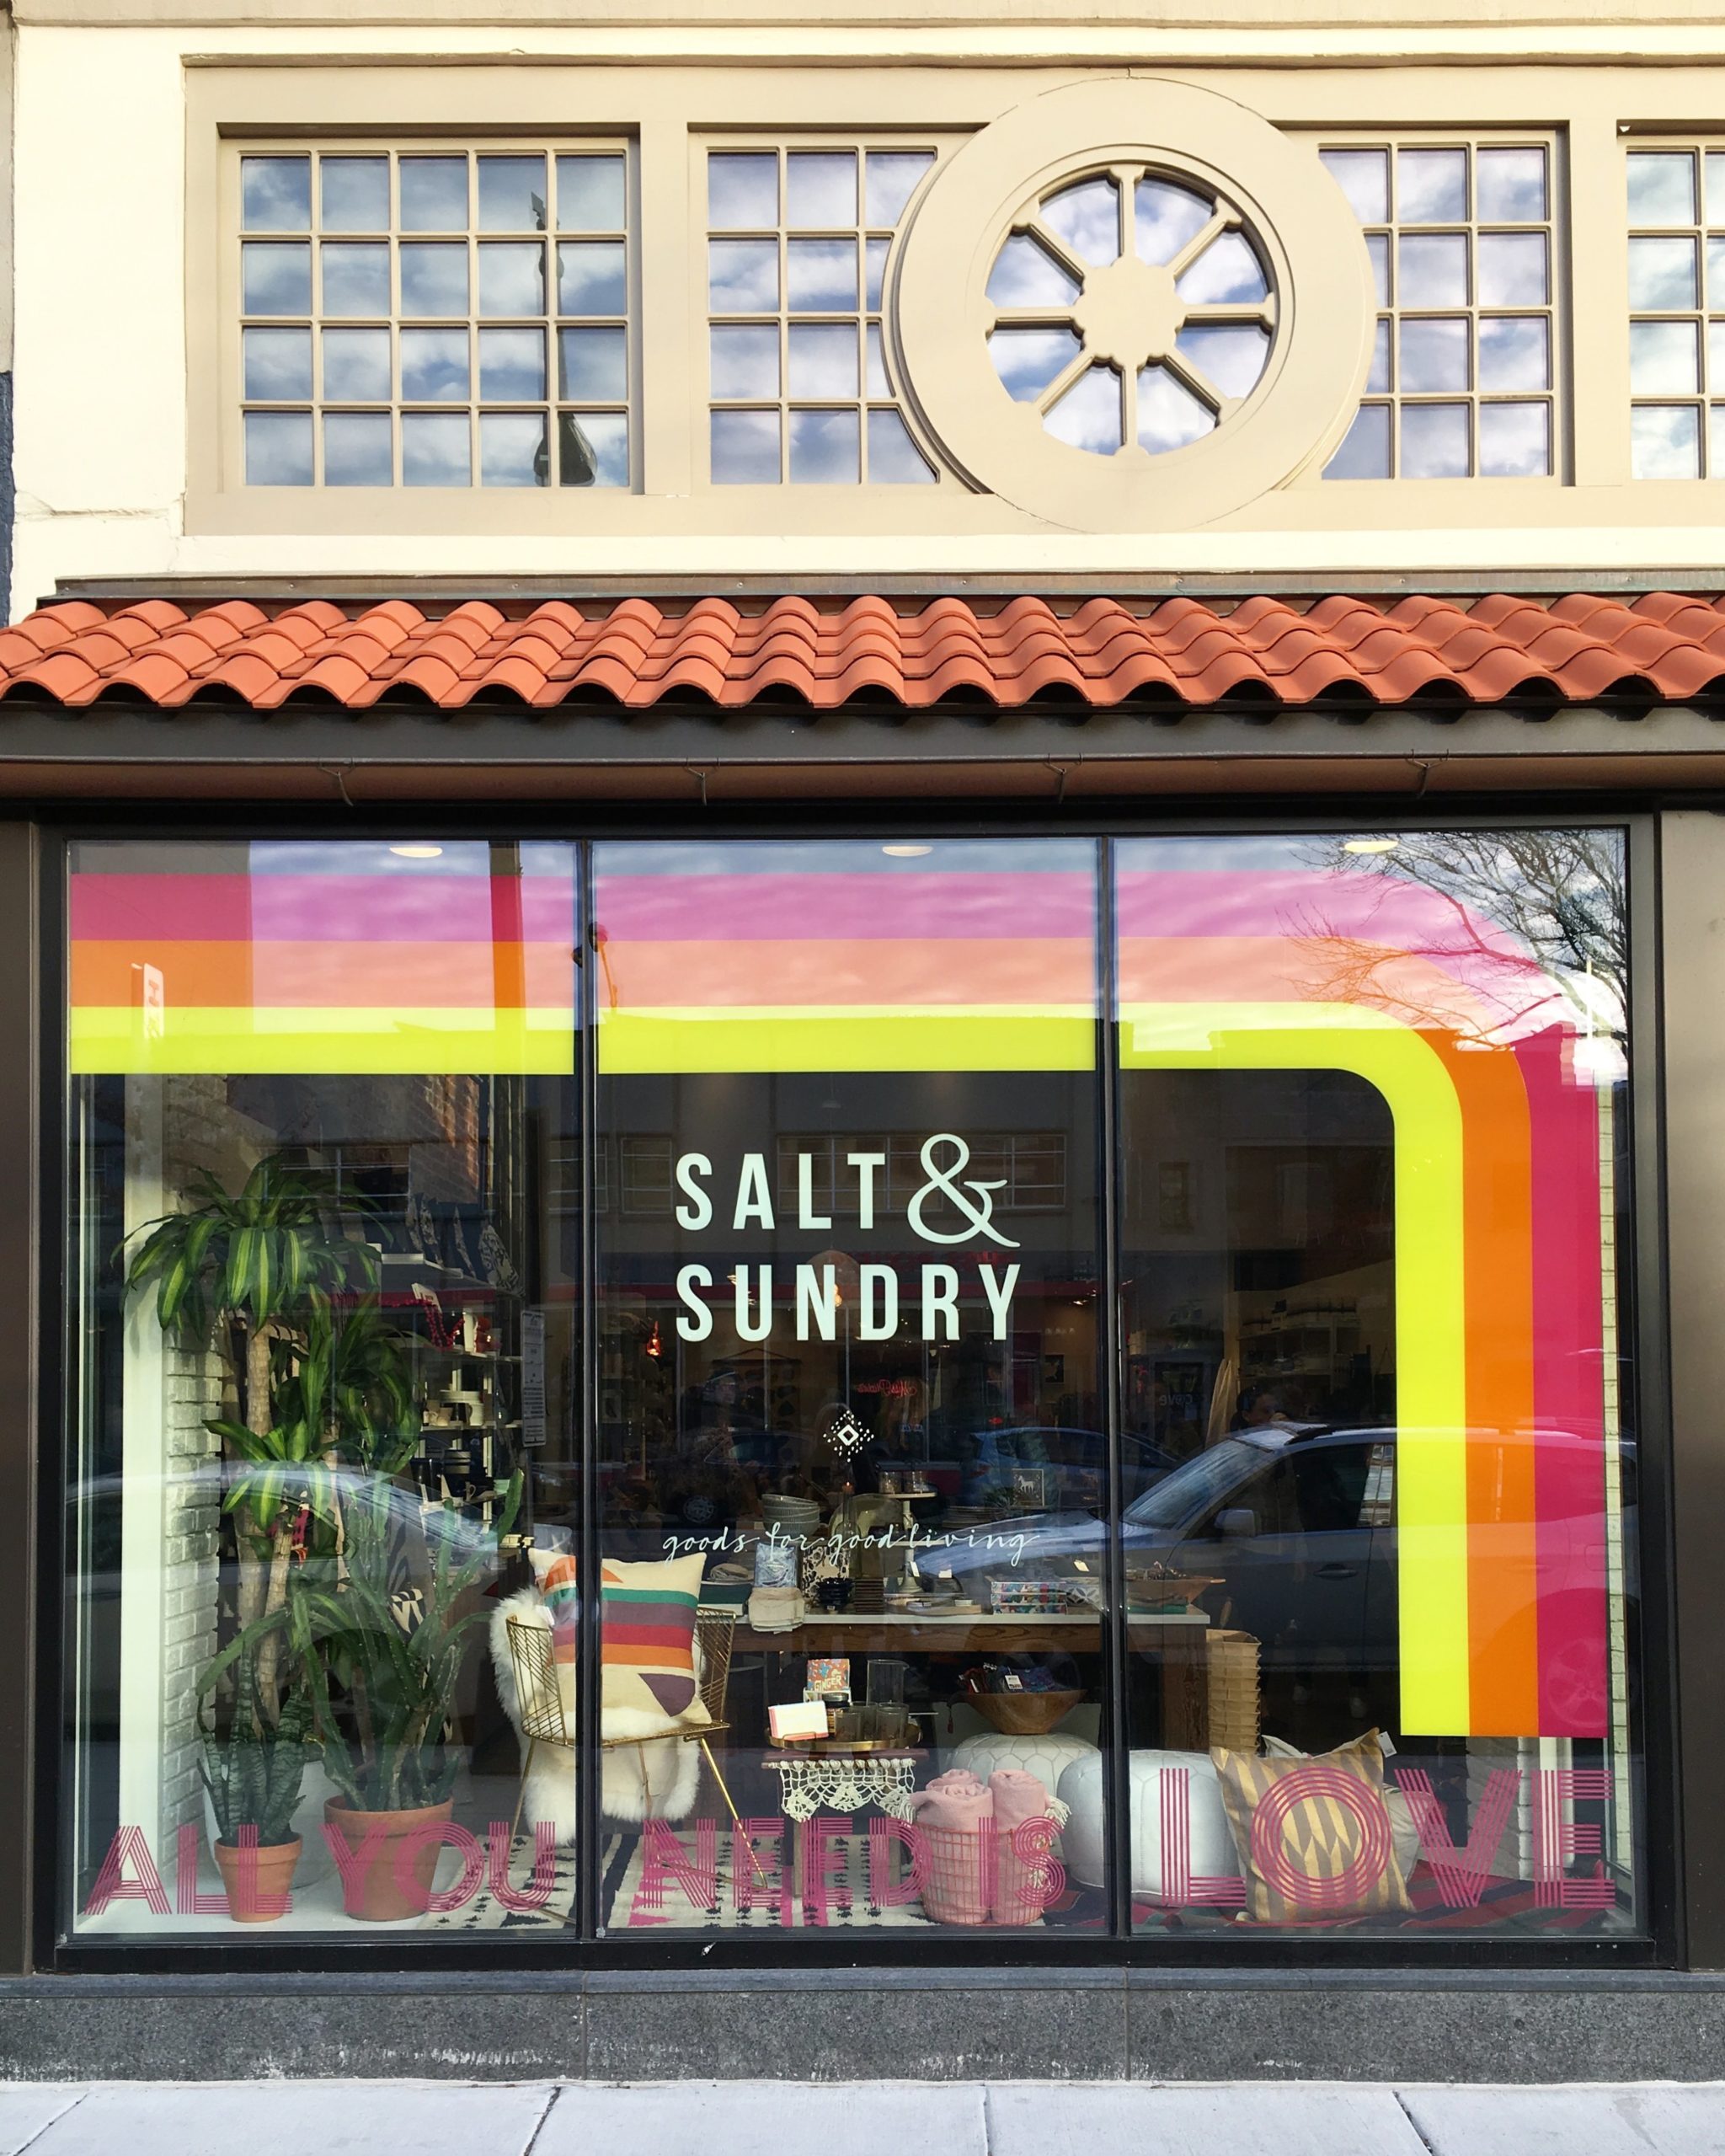 SALT &
SUNDRY
goods for good living
ALL YOU NEED IS LOVE